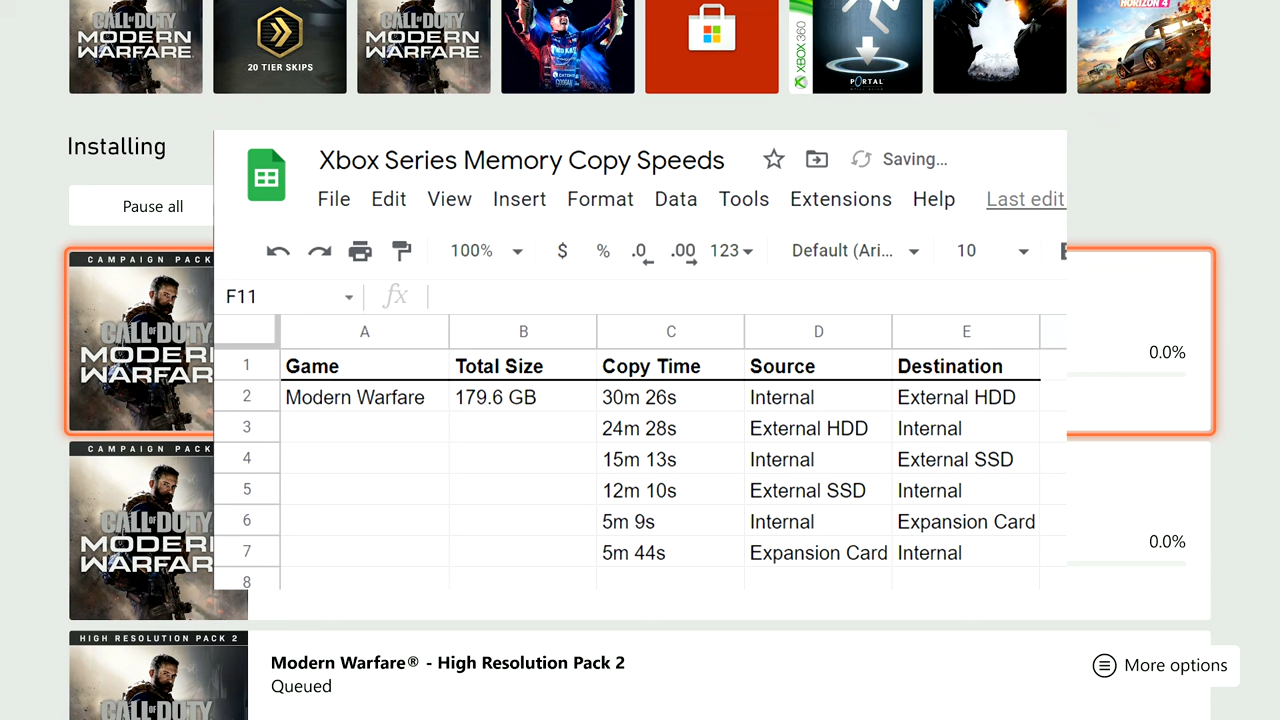 CALL OF DUTY
MODERN
WARFARE
20 TIER SKIPS
CALL OF DUTY
MODERN
WARFARE
XBOX 360
PORTAL
HORIZON 4
Installing
Pause all
Xbox Series Memory Copy Speeds
Saving...
File Edit View Insert Format Data Tools Extensions Help Last edit
100% $ % .0 .00 123 Default (Ari... 10
F11 fx
A B C D E
1 Game Total Size Copy Time Source Destination
2 Modern Warfare 179.6 GB 30m 26s Internal External HDD
3 24m 28s External HDD Internal
4 15m 13s Internal External SSD
5 12m 10s External SSD Internal
6 5m 9s Internal Expansion Card
7 5m 44s Expansion Card Internal
8
CAMPAIGN PACK
CALL OF DUTY
MODERN
WARFAR
0.0%
CAMPAIGN PACK
CALL OF DUTY
MODERN
WARFAR
0.0%
HIGH RESOLUTION PACK 2
CALL OF DUTY
Modern Warfare® - High Resolution Pack 2
Queued
More options